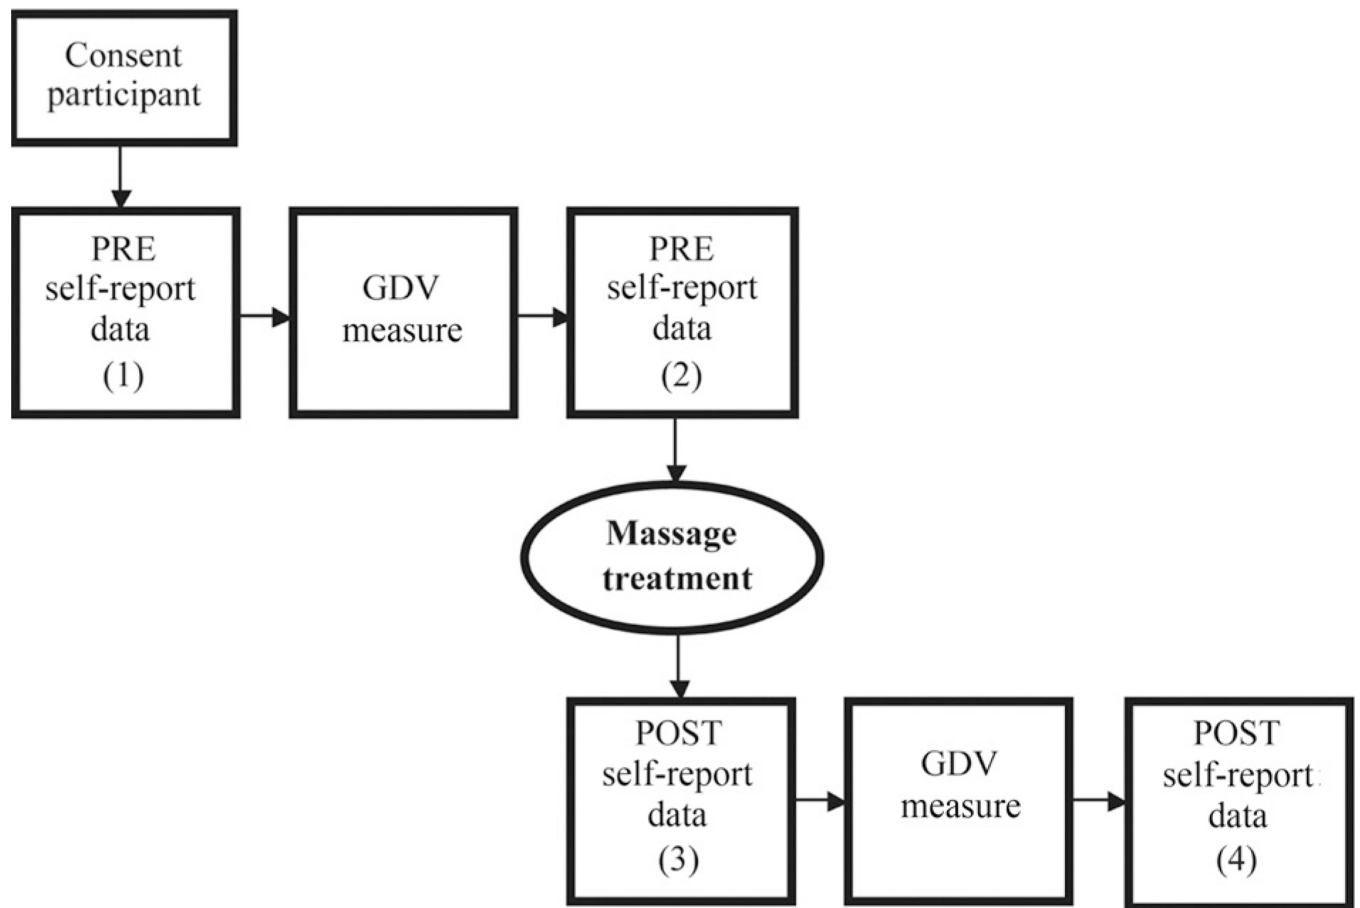 Consent
participant
PRE
self-report
data
(1)
GDV
measure
PRE
self-report
data
(2)
Massage
treatment
POST
self-report
data
(3)
GDV
measure
POST
self-report
data
(4)